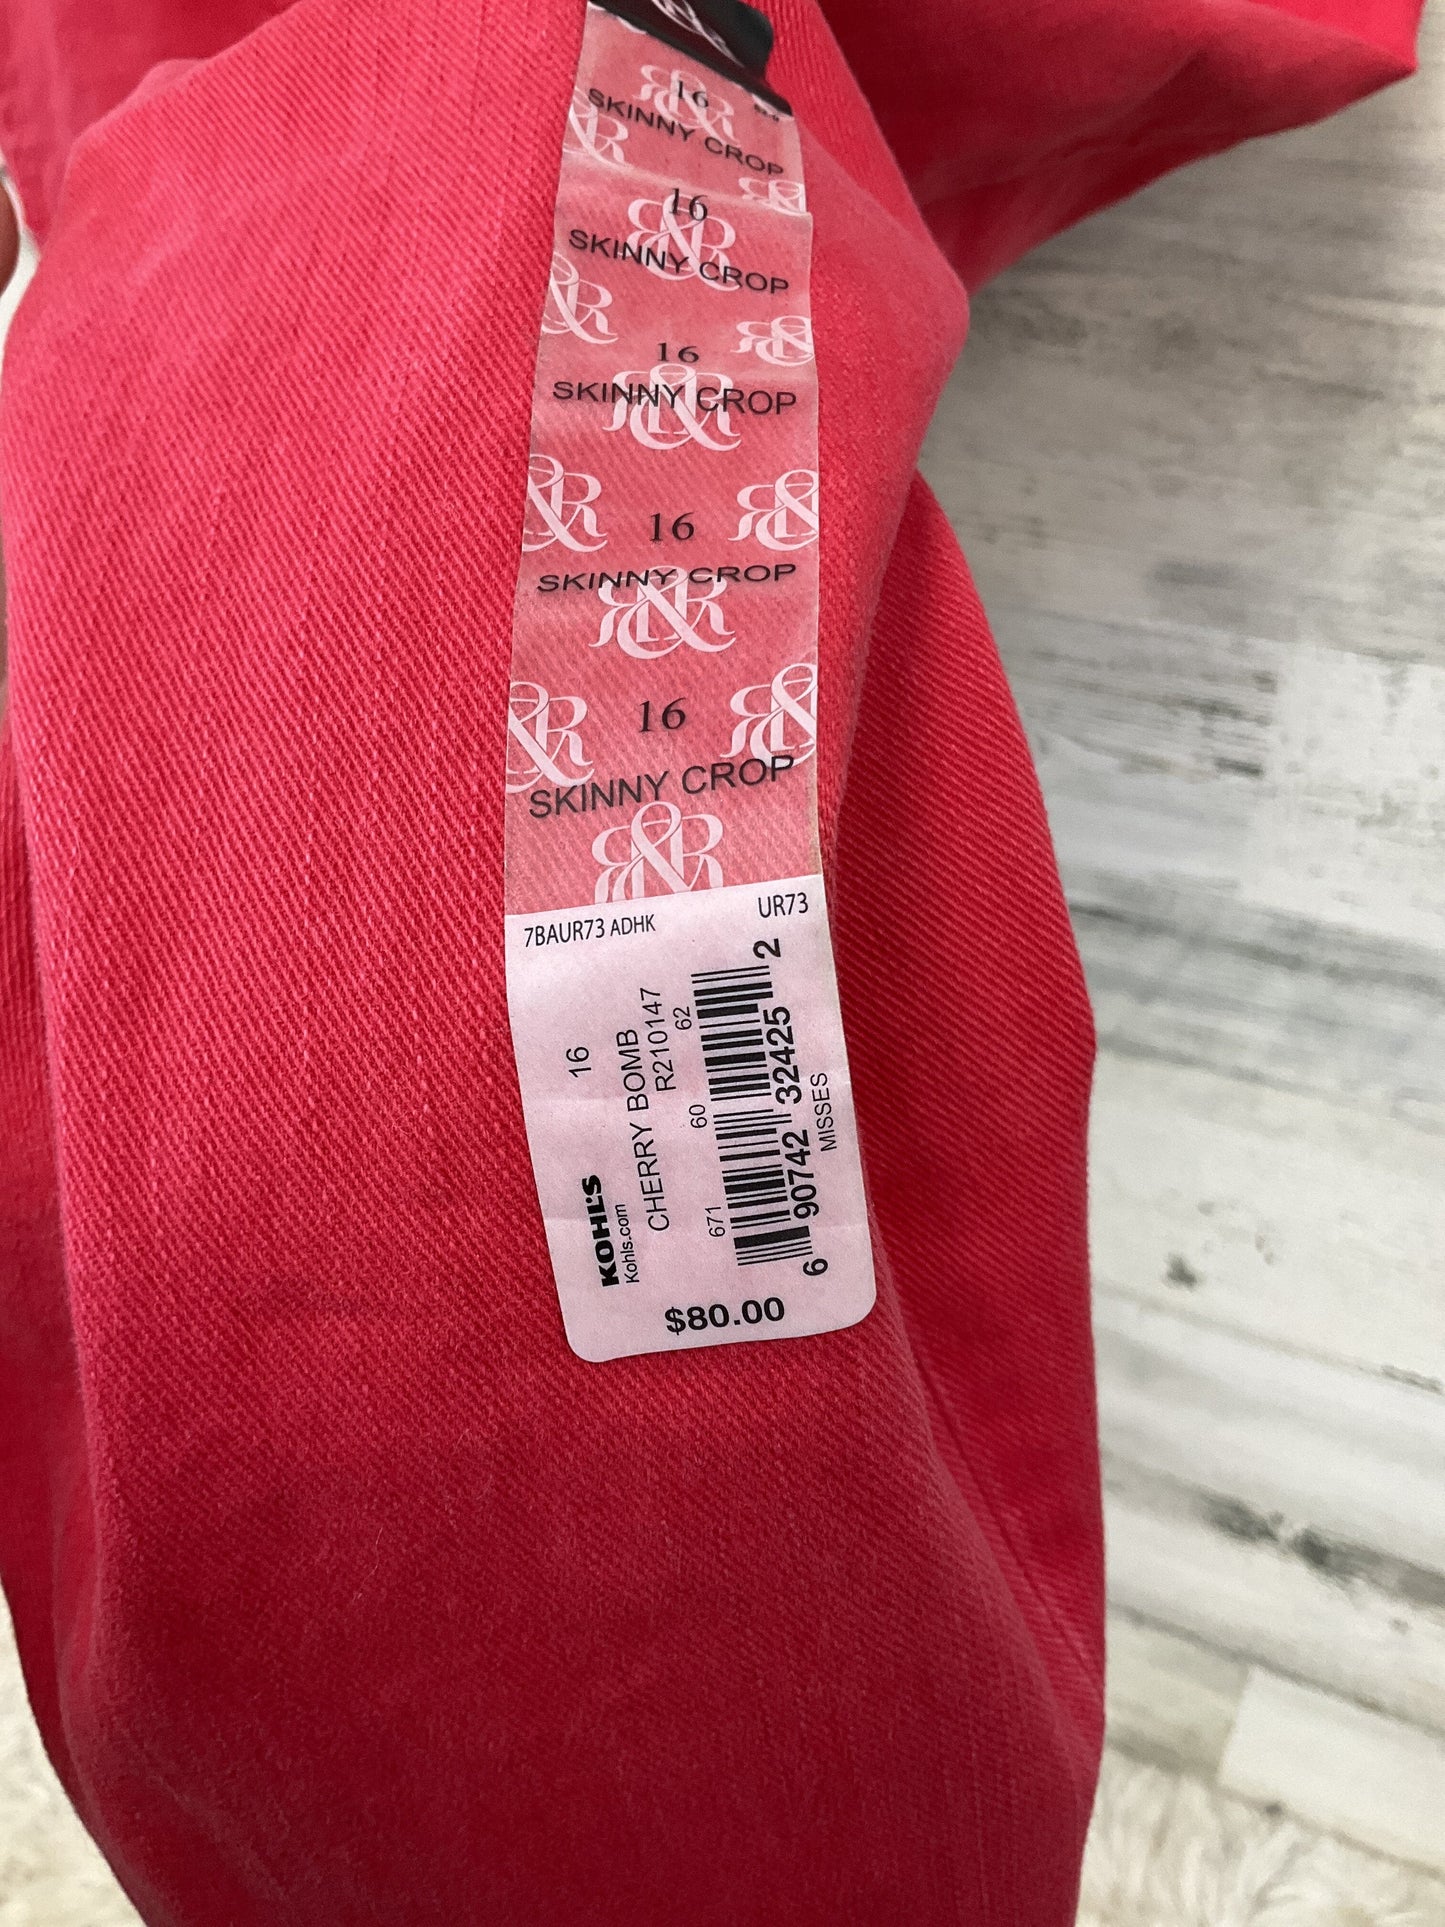 16
SKINNY CROP
16
SKINNY CROP
16
SKINNY CROP
16
SKINNY CROP
16
SKINNY CROP
7BAUR73 ADHK
UR73
16
KOHL'S
Kohls.com
CHERRY BOMB
R210147
671 60 62
6 90742 32425 2
MISSES
$80.00